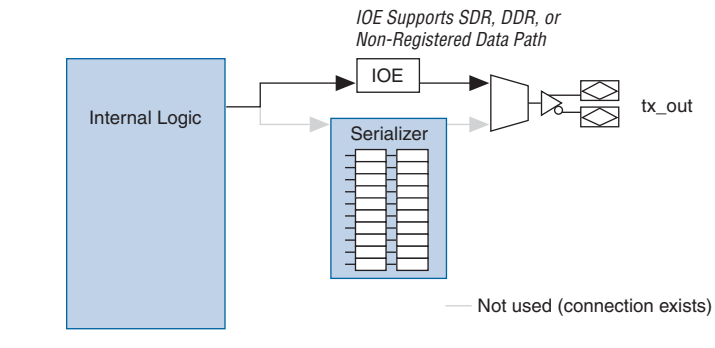 IOE Supports SDR, DDR, or
Non-Registered Data Path
IOE
Internal Logic
tx_out
Serializer
Not used (connection exists)